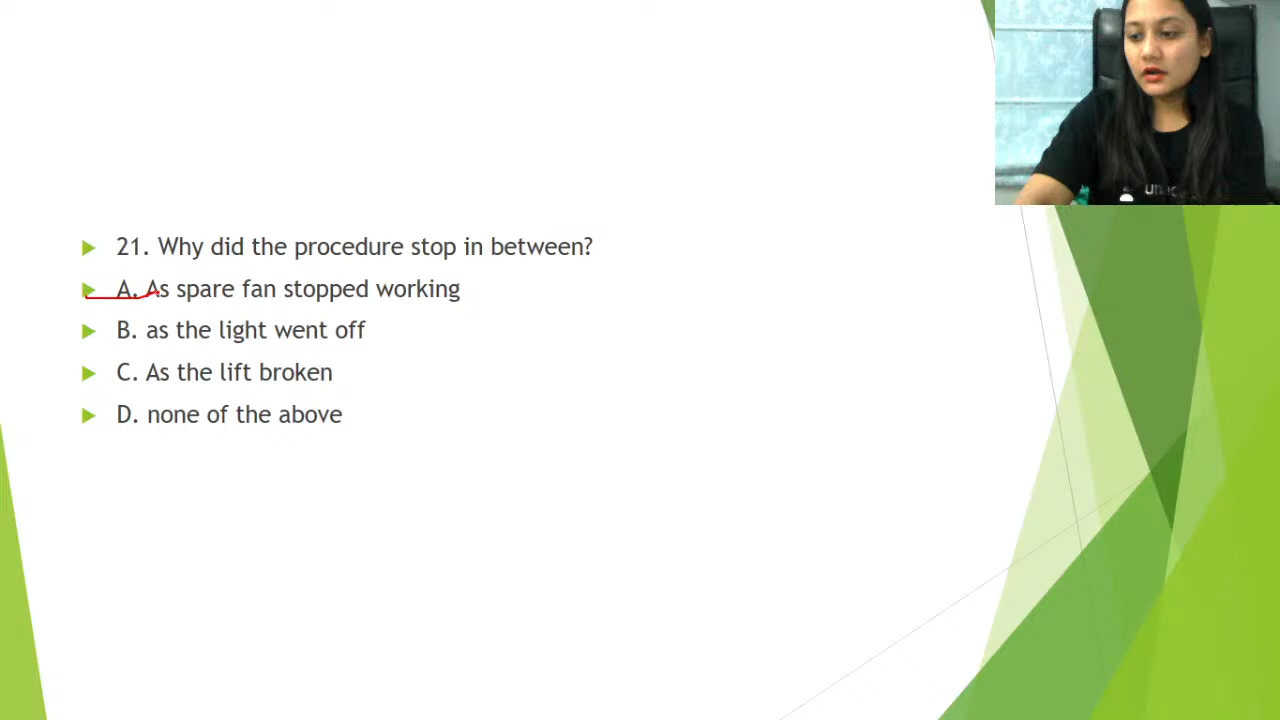 21. Why did the procedure stop in between?
A. As spare fan stopped working
B. as the light went off
C. As the lift broken
D. none of the above